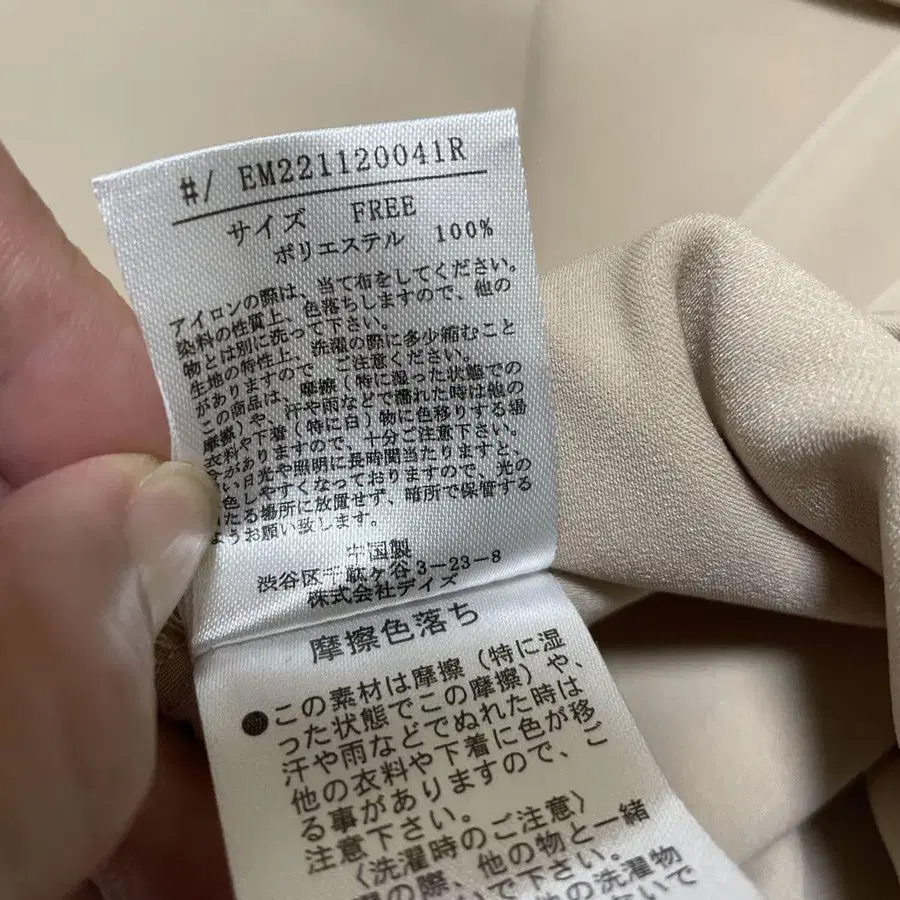 #/ EM221120041R
サイズ FREE
ポリエステル 100%
アイロンの際は、当て布をしてください。
染料の性質上、色落ちしますので、他の
物とは別に洗って下さい。
生地の特性上、洗濯の際に多少縮むこと
がありますので ご注意ください。
この商品は、摩擦(特に湿った状態での
摩擦)や、汗や雨などで濡れた時は他の
衣料や下着(特に白)物に色移りする場
合がありますので、十分ご注意下さい。
い日光や照明に長時間当たりますと、
色しやすくなっておりますので、光の
たる場所に放置せず、暗所で保管する
ようお願い致します。
中国製
渋谷区千駄ヶ谷3-23-8
株式会社デイズ
摩擦色落ち
●この素材は摩擦(特に湿
った状態でこの摩擦)や、
汗や雨などでぬれた時は
他の衣料や下着に色が移
る事がありますので、ご
注意下さい。
〈洗濯時のご注意〉
の際、他の物と一緒
いで下さい。
他の洗濯物
ないで